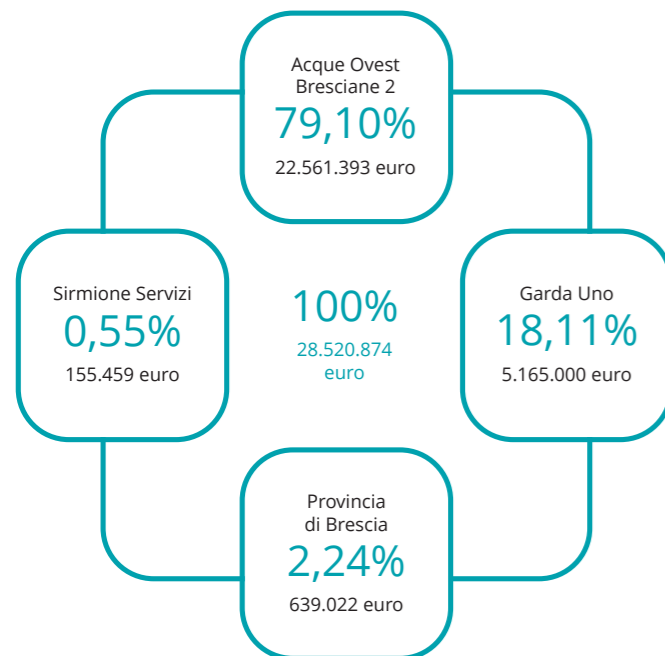 Acque Ovest
Bresciane 2
79,10%
22.561.393 euro
Sirmione Servizi
0,55%
155.459 euro
100%
28.520.874
euro
Garda Uno
18,11%
5.165.000 euro
Provincia
di Brescia
2,24%
639.022 euro